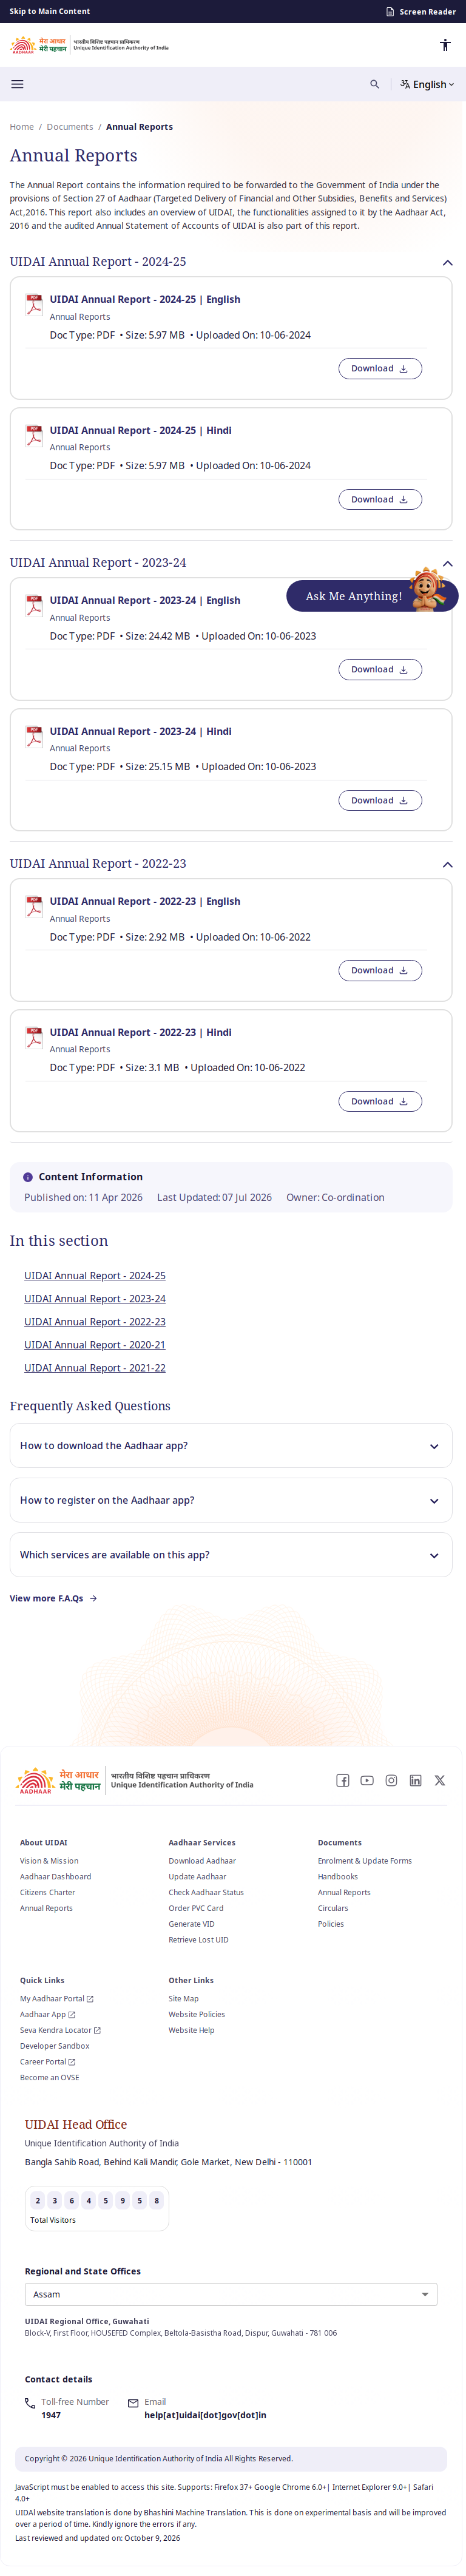 Skip to Main Content
Screen Reader
AADHAAR
मेरा आधार
मेरी पहचान
भारतीय विशिष्ट पहचान प्राधिकरण
Unique Identification Authority of India
English
Home / Documents / Annual Reports
Annual Reports
The Annual Report contains the information required to be forwarded to the Government of India under the
provisions of Section 27 of Aadhaar (Targeted Delivery of Financial and Other Subsidies, Benefits and Services)
Act,2016. This report also includes an overview of UIDAI, the functionalities assigned to it by the Aadhaar Act,
2016 and the audited Annual Statement of Accounts of UIDAI is also part of this report.
UIDAI Annual Report - 2024-25
PDF
UIDAI Annual Report - 2024-25 | English
Annual Reports
Doc Type: PDF • Size: 5.97 MB • Uploaded On: 10-06-2024
Download
PDF
UIDAI Annual Report - 2024-25 | Hindi
Annual Reports
Doc Type: PDF • Size: 5.97 MB • Uploaded On: 10-06-2024
Download
UIDAI Annual Report - 2023-24
PDF
UIDAI Annual Report - 2023-24 | English
Ask Me Anything!
Annual Reports
Doc Type: PDF • Size: 24.42 MB • Uploaded On: 10-06-2023
Download
PDF
UIDAI Annual Report - 2023-24 | Hindi
Annual Reports
Doc Type: PDF • Size: 25.15 MB • Uploaded On: 10-06-2023
Download
UIDAI Annual Report - 2022-23
PDF
UIDAI Annual Report - 2022-23 | English
Annual Reports
Doc Type: PDF • Size: 2.92 MB • Uploaded On: 10-06-2022
Download
PDF
UIDAI Annual Report - 2022-23 | Hindi
Annual Reports
Doc Type: PDF • Size: 3.1 MB • Uploaded On: 10-06-2022
Download
Content Information
Published on: 11 Apr 2026 Last Updated: 07 Jul 2026 Owner: Co-ordination
In this section
UIDAI Annual Report - 2024-25
UIDAI Annual Report - 2023-24
UIDAI Annual Report - 2022-23
UIDAI Annual Report - 2020-21
UIDAI Annual Report - 2021-22
Frequently Asked Questions
How to download the Aadhaar app?
How to register on the Aadhaar app?
Which services are available on this app?
View more F.A.Qs
AADHAAR
मेरा आधार
मेरी पहचान
भारतीय विशिष्ट पहचान प्राधिकरण
Unique Identification Authority of India
About UIDAI
Vision & Mission
Aadhaar Dashboard
Citizens Charter
Annual Reports
Aadhaar Services
Download Aadhaar
Update Aadhaar
Check Aadhaar Status
Order PVC Card
Generate VID
Retrieve Lost UID
Documents
Enrolment & Update Forms
Handbooks
Annual Reports
Circulars
Policies
Quick Links
My Aadhaar Portal
Aadhaar App
Seva Kendra Locator
Developer Sandbox
Career Portal
Become an OVSE
Other Links
Site Map
Website Policies
Website Help
UIDAI Head Office
Unique Identification Authority of India
Bangla Sahib Road, Behind Kali Mandir, Gole Market, New Delhi - 110001
2 3 6 4 5 9 5 8
Total Visitors
Regional and State Offices
Assam
UIDAI Regional Office, Guwahati
Block-V, First Floor, HOUSEFED Complex, Beltola-Basistha Road, Dispur, Guwahati - 781 006
Contact details
Toll-free Number
1947
Email
help[at]uidai[dot]gov[dot]in
Copyright © 2026 Unique Identification Authority of India All Rights Reserved.
JavaScript must be enabled to access this site. Supports: Firefox 37+ Google Chrome 6.0+| Internet Explorer 9.0+| Safari
4.0+
UIDAI website translation is done by Bhashini Machine Translation. This is done on experimental basis and will be improved
over a period of time. Kindly ignore the errors if any.
Last reviewed and updated on: October 9, 2026